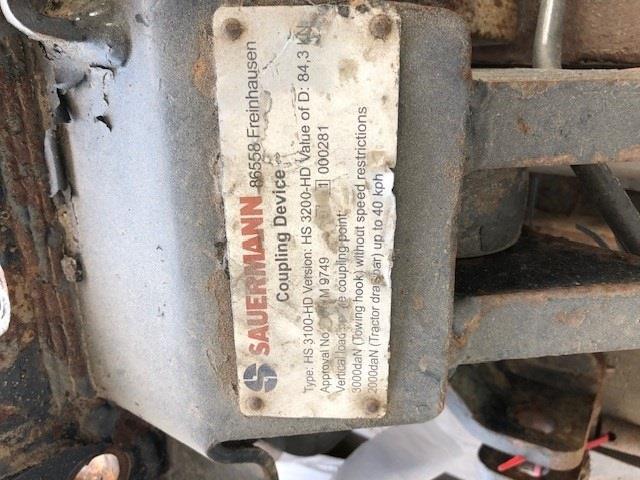 SAUERMANN 86558 Freinhausen
Coupling Device
Type: HS 3100-HD Version: HS 3200-HD Value of D: 84,3
Approval No M 9749 1 000281
Vertical load coupling point:
3000daN (Towing hook) without speed restrictions
2000daN (Tractor drawbar) up to 40 kph